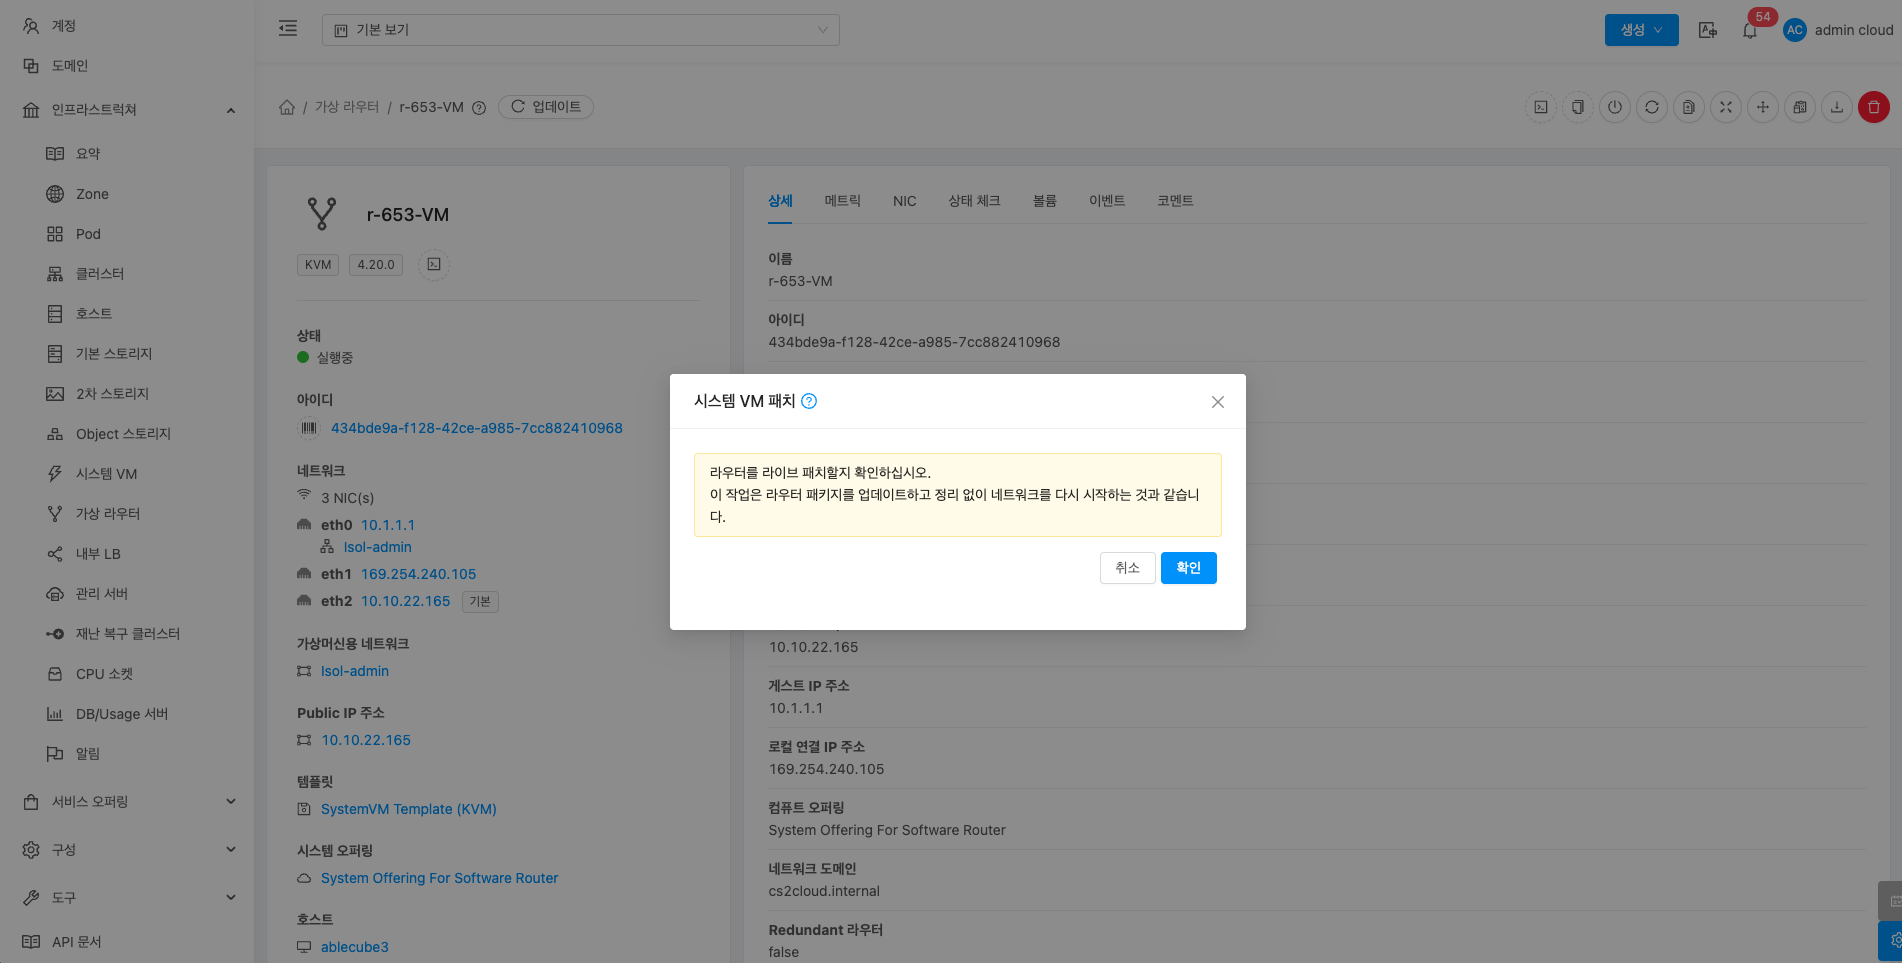 계정
도메인
인프라스트럭쳐
요약
Zone
Pod
클러스터
호스트
기본 스토리지
2차 스토리지
Object 스토리지
시스템 VM
가상 라우터
내부 LB
관리 서버
재난 복구 클러스터
CPU 소켓
DB/Usage 서버
알림
서비스 오퍼링
구성
도구
API 문서
기본 보기
생성
54
AC
admin cloud
/ 가상 라우터 / r-653-VM
업데이트
r-653-VM
KVM
4.20.0
상태
실행중
아이디
434bde9a-f128-42ce-a985-7cc882410968
네트워크
3 NIC(s)
eth0 10.1.1.1
Isol-admin
eth1 169.254.240.105
eth2 10.10.22.165 기본
가상머신용 네트워크
Isol-admin
Public IP 주소
10.10.22.165
템플릿
SystemVM Template (KVM)
시스템 오퍼링
System Offering For Software Router
호스트
ablecube3
상세
메트릭
NIC
상태 체크
볼륨
이벤트
코멘트
이름
r-653-VM
아이디
434bde9a-f128-42ce-a985-7cc882410968
시스템 VM 패치
라우터를 라이브 패치할지 확인하십시오.
이 작업은 라우터 패키지를 업데이트하고 정리 없이 네트워크를 다시 시작하는 것과 같습니
다.
취소
확인
10.10.22.165
게스트 IP 주소
10.1.1.1
로컬 연결 IP 주소
169.254.240.105
컴퓨트 오퍼링
System Offering For Software Router
네트워크 도메인
cs2cloud.internal
Redundant 라우터
false